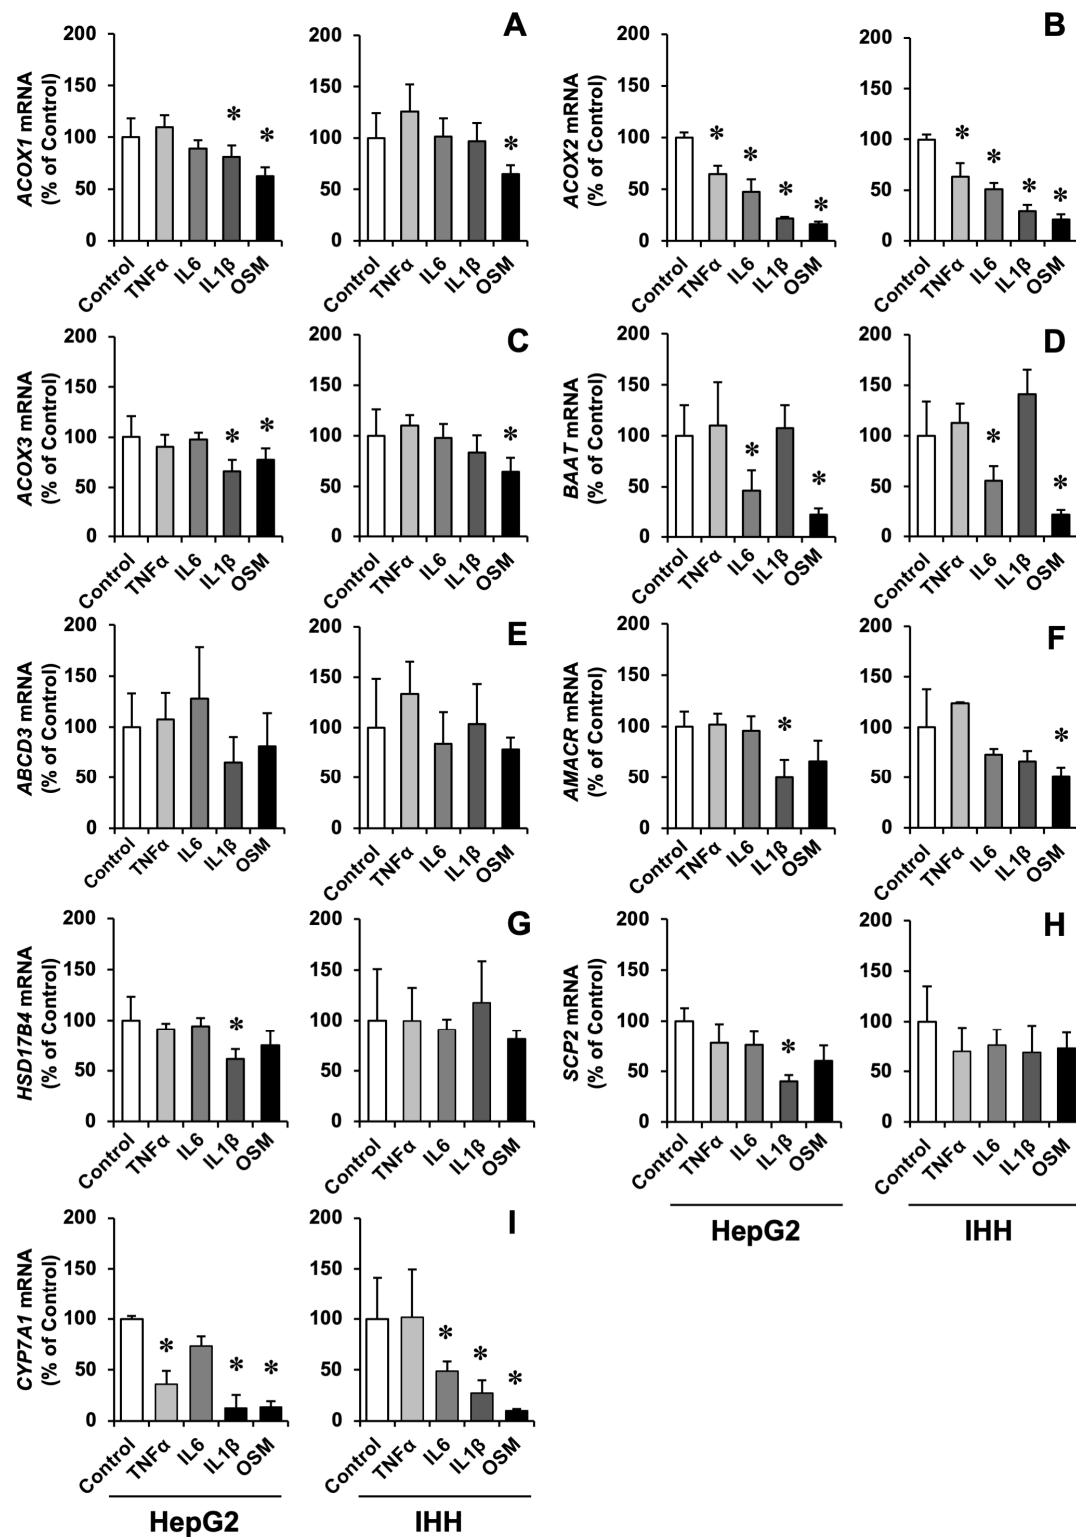 A
ACOX1 mRNA
(% of Control)
200
150
100
50
0
* *
Control TNFα IL6 IL1β OSM
200
150
100
50
0
*
Control TNFα IL6 IL1β OSM
B
ACOX2 mRNA
(% of Control)
200
150
100
50
0
* * * *
Control TNFα IL6 IL1β OSM
200
150
100
50
0
* * * *
Control TNFα IL6 IL1β OSM
C
ACOX3 mRNA
(% of Control)
200
150
100
50
0
* *
Control TNFα IL6 IL1β OSM
200
150
100
50
0
*
Control TNFα IL6 IL1β OSM
D
BAAT mRNA
(% of Control)
200
150
100
50
0
* *
Control TNFα IL6 IL1β OSM
200
150
100
50
0
* *
Control TNFα IL6 IL1β OSM
E
ABCD3 mRNA
(% of Control)
200
150
100
50
0
Control TNFα IL6 IL1β OSM
200
150
100
50
0
Control TNFα IL6 IL1β OSM
F
AMACR mRNA
(% of Control)
200
150
100
50
0
*
Control TNFα IL6 IL1β OSM
200
150
100
50
0
*
Control TNFα IL6 IL1β OSM
G
HSD17B4 mRNA
(% of Control)
200
150
100
50
0
*
Control TNFα IL6 IL1β OSM
200
150
100
50
0
Control TNFα IL6 IL1β OSM
H
SCP2 mRNA
(% of Control)
200
150
100
50
0
*
Control TNFα IL6 IL1β OSM
200
150
100
50
0
Control TNFα IL6 IL1β OSM
HepG2 IHH
I
CYP7A1 mRNA
(% of Control)
200
150
100
50
0
* * *
Control TNFα IL6 IL1β OSM
200
150
100
50
0
* * *
Control TNFα IL6 IL1β OSM
HepG2 IHH